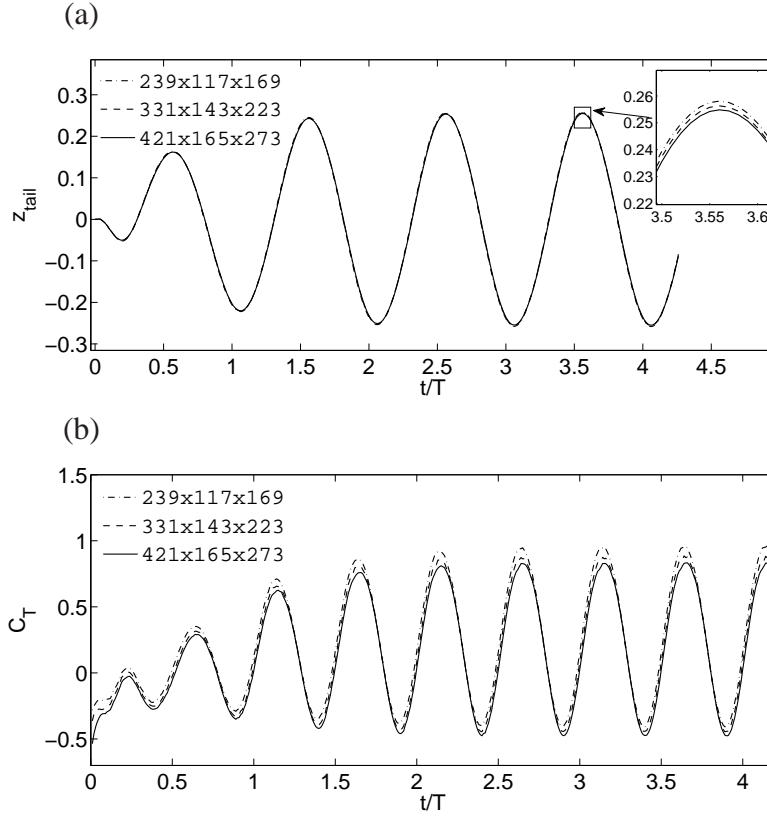 (a)
239x117x169
331x143x223
421x165x273
0.3
0.2
0.1
0
−0.1
−0.2
−0.3
z_tail
0 0.5 1 1.5 2 2.5 3 3.5 4 4.5
t/T
0.26
0.25
0.24
0.23
0.22
3.5 3.55 3.6
(b)
239x117x169
331x143x223
421x165x273
1.5
1
0.5
0
−0.5
C_T
0 0.5 1 1.5 2 2.5 3 3.5 4
t/T